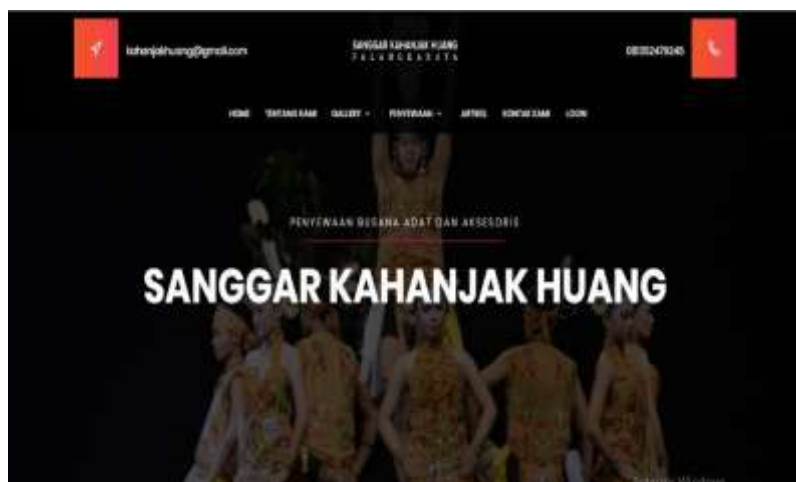 kahanjakhuang@gmail.com
SANGGAR KAHANJAK HUANG
PALANGKARAYA
HOME TENTANG KAMI GALLERY PENYEWAAN ARTIKEL KONTAK KAMI LOGIN
PENYEWAAN BUSANA ADAT DAN AKSESORIS
SANGGAR KAHANJAK HUANG